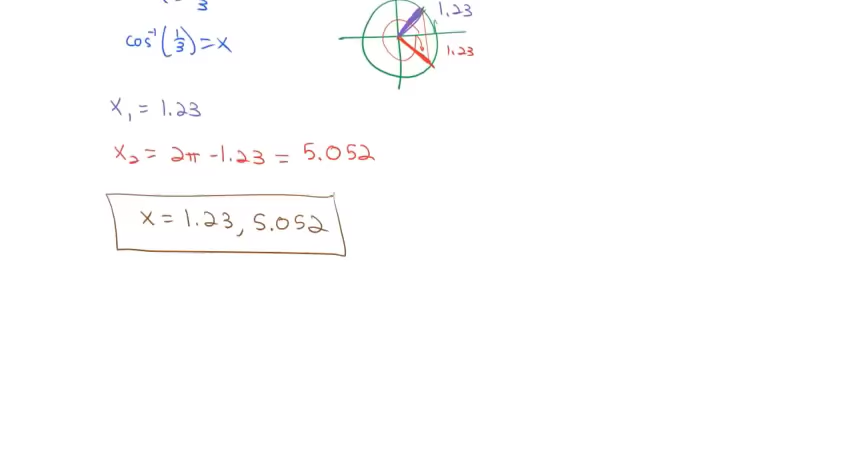 3
1.23
cos⁻¹(1/3) = x
1.23
x₁ = 1.23
x₂ = 2π - 1.23 = 5.052
x = 1.23, 5.052